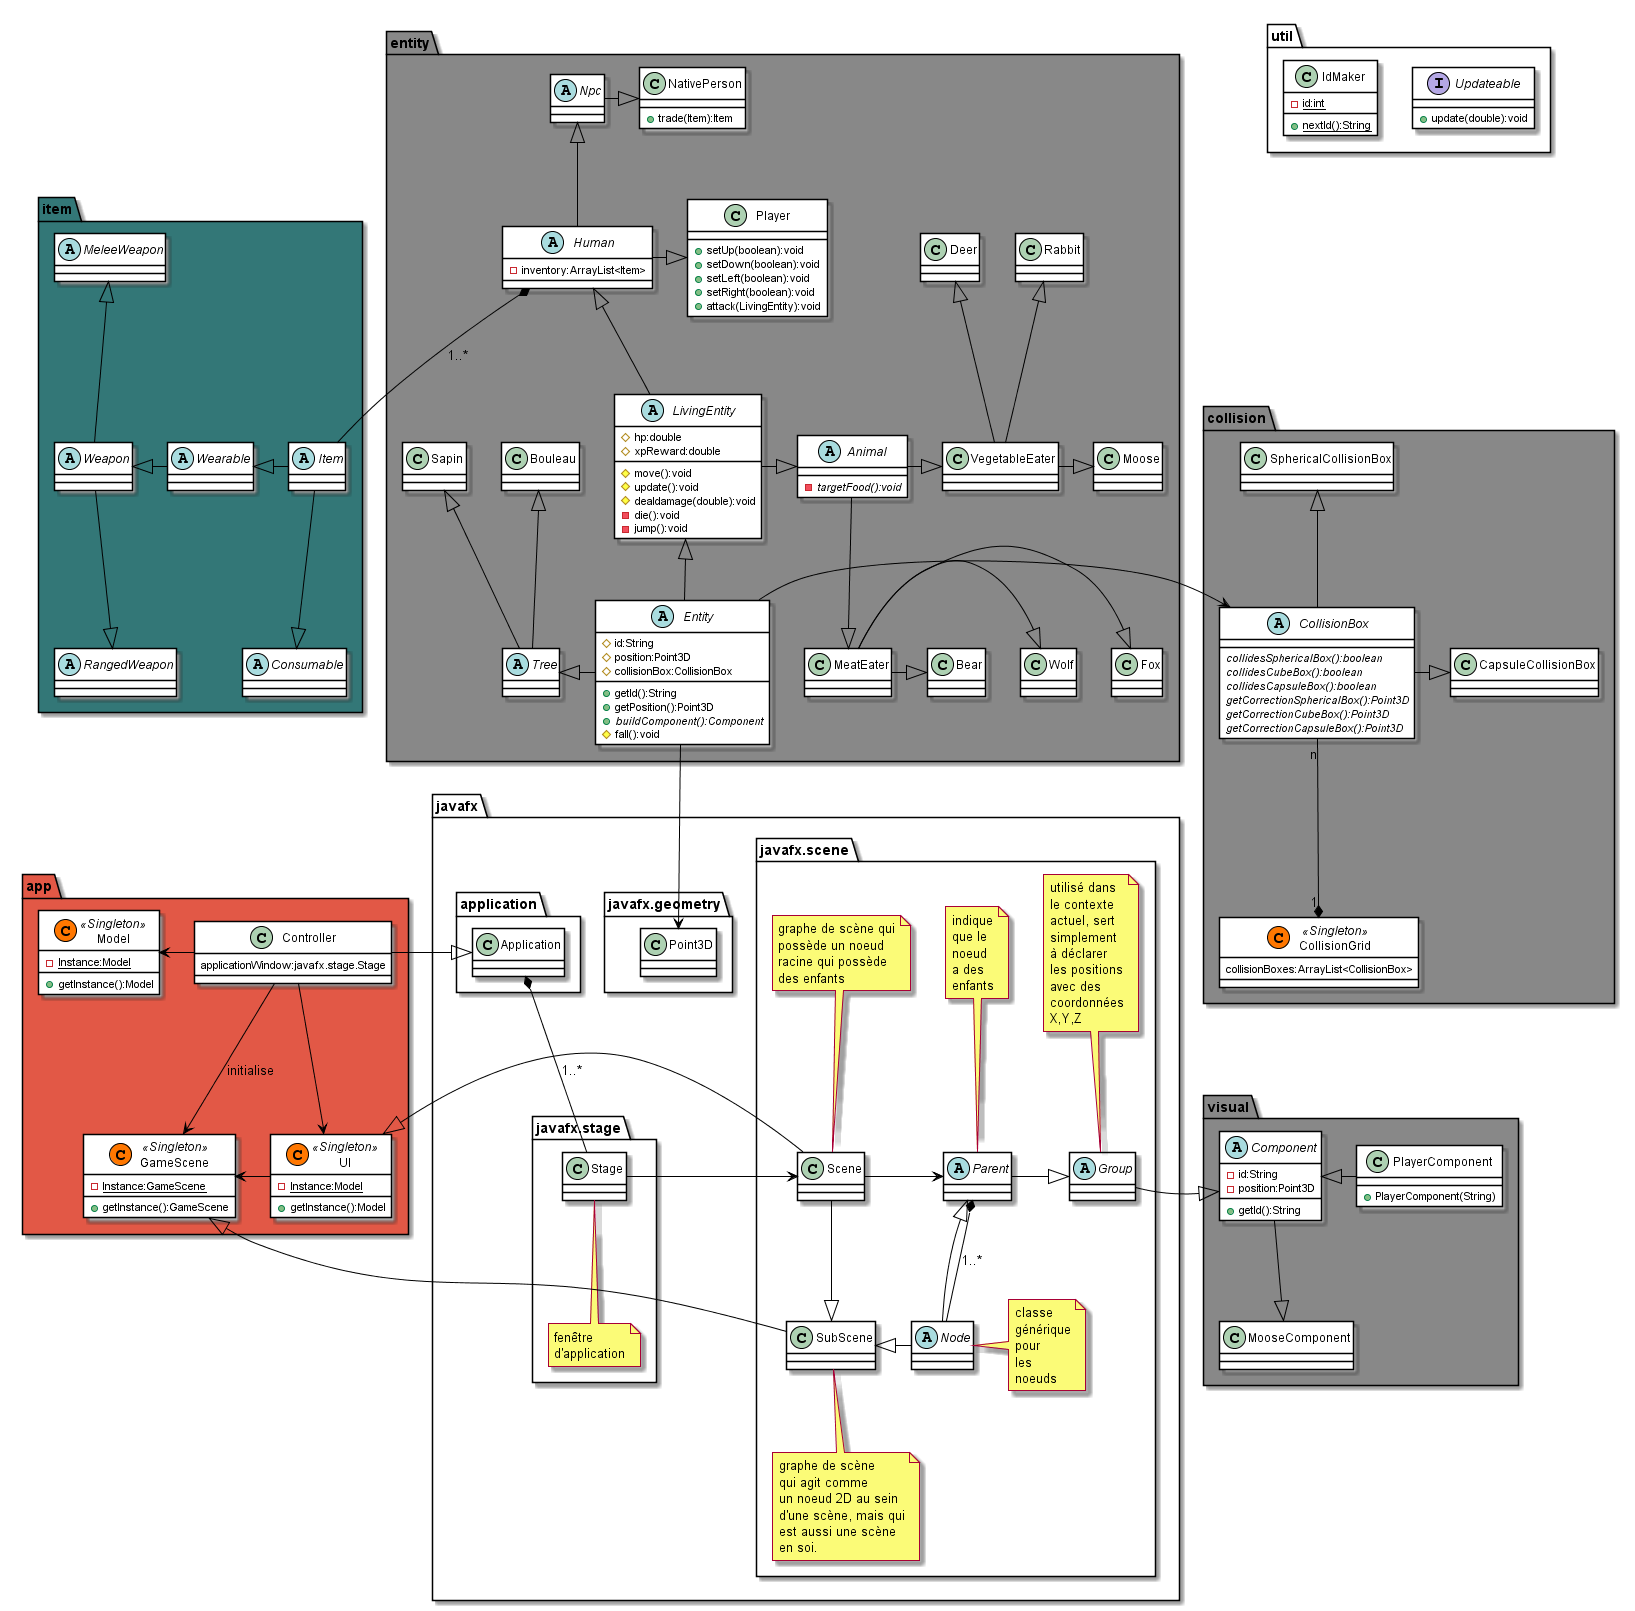 entity
A Npc
C NativePerson
trade(Item):Item
A Human
inventory:ArrayList<Item>
C Player
setUp(boolean):void
setDown(boolean):void
setLeft(boolean):void
setRight(boolean):void
attack(LivingEntity):void
C Deer
C Rabbit
1..*
A LivingEntity
hp:double
xpReward:double
move():void
update():void
dealdamage(double):void
die():void
jump():void
C Sapin
C Bouleau
A Animal
targetFood():void
C VegetableEater
C Moose
A Entity
id:String
position:Point3D
collisionBox:CollisionBox
getId():String
getPosition():Point3D
buildComponent():Component
fall():void
A Tree
C MeatEater
C Bear
C Wolf
C Fox
util
C IdMaker
id:int
nextId():String
I Updateable
update(double):void
item
A MeleeWeapon
A Weapon
A Wearable
A Item
A RangedWeapon
A Consumable
collision
C SphericalCollisionBox
A CollisionBox
collidesSphericalBox():boolean
collidesCubeBox():boolean
collidesCapsuleBox():boolean
getCorrectionSphericalBox():Point3D
getCorrectionCubeBox():Point3D
getCorrectionCapsuleBox():Point3D
C CapsuleCollisionBox
n
1
C «Singleton»
CollisionGrid
collisionBoxes:ArrayList<CollisionBox>
app
C «Singleton»
Model
Instance:Model
getInstance():Model
C Controller
applicationWindow:javafx.stage.Stage
initialise
C «Singleton»
GameScene
Instance:GameScene
getInstance():GameScene
C «Singleton»
UI
Instance:Model
getInstance():Model
javafx
application
C Application
javafx.geometry
C Point3D
1..*
javafx.stage
C Stage
fenêtre
d'application
javafx.scene
graphe de scène qui
possède un noeud
racine qui possède
des enfants
indique
que le
noeud
a des
enfants
utilisé dans
le contexte
actuel, sert
simplement
à déclarer
les positions
avec des
coordonnées
X,Y,Z
C Scene
A Parent
A Group
1..*
C SubScene
A Node
classe
générique
pour
les
noeuds
graphe de scène
qui agit comme
un noeud 2D au sein
d'une scène, mais qui
est aussi une scène
en soi.
visual
A Component
id:String
position:Point3D
getId():String
C PlayerComponent
PlayerComponent(String)
C MooseComponent